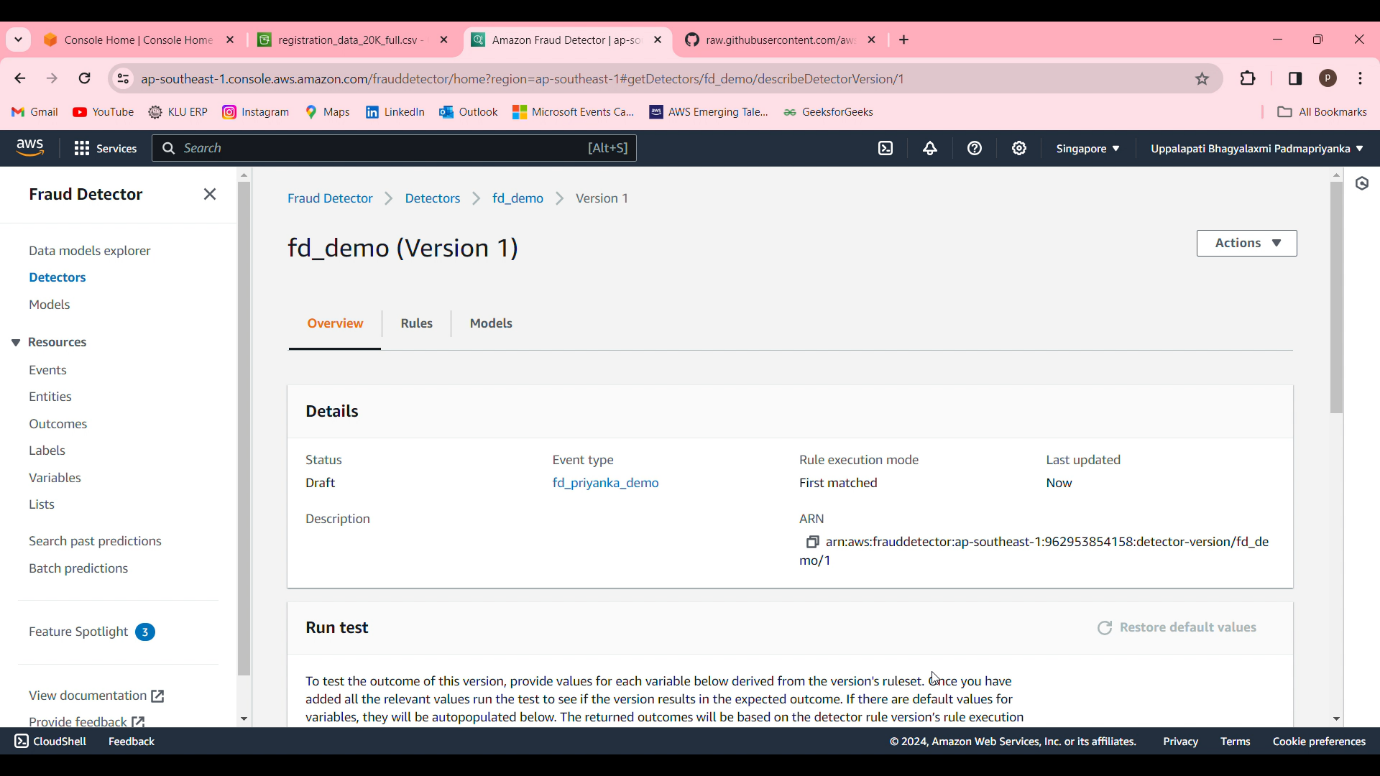 Console Home | Console Home
registration_data_20K_full.csv -
Amazon Fraud Detector | ap-so
raw.githubusercontent.com/aw
ap-southeast-1.console.aws.amazon.com/frauddetector/home?region=ap-southeast-1#getDetectors/fd_demo/describeDetectorVersion/1
P
Gmail
YouTube
KLU ERP
Instagram
Maps
LinkedIn
Outlook
Microsoft Events Ca...
AWS Emerging Tale...
GeeksforGeeks
All Bookmarks
aws
Services
Search
[Alt+S]
Singapore
Uppalapati Bhagyalaxmi Padmapriyanka
Fraud Detector
Data models explorer
Detectors
Models
Resources
Events
Entities
Outcomes
Labels
Variables
Lists
Search past predictions
Batch predictions
Feature Spotlight 3
View documentation
Provide feedback
Fraud Detector
Detectors
fd_demo
Version 1
fd_demo (Version 1)
Actions
Overview
Rules
Models
Details
Status
Draft
Event type
fd_priyanka_demo
Rule execution mode
First matched
Last updated
Now
Description
ARN
arn:aws:frauddetector:ap-southeast-1:962953854158:detector-version/fd_de
mo/1
Run test
Restore default values
To test the outcome of this version, provide values for each variable below derived from the version's ruleset. Once you have
added all the relevant values run the test to see if the version results in the expected outcome. If there are default values for
variables, they will be autopopulated below. The returned outcomes will be based on the detector rule version's rule execution
CloudShell
Feedback
© 2024, Amazon Web Services, Inc. or its affiliates.
Privacy
Terms
Cookie preferences